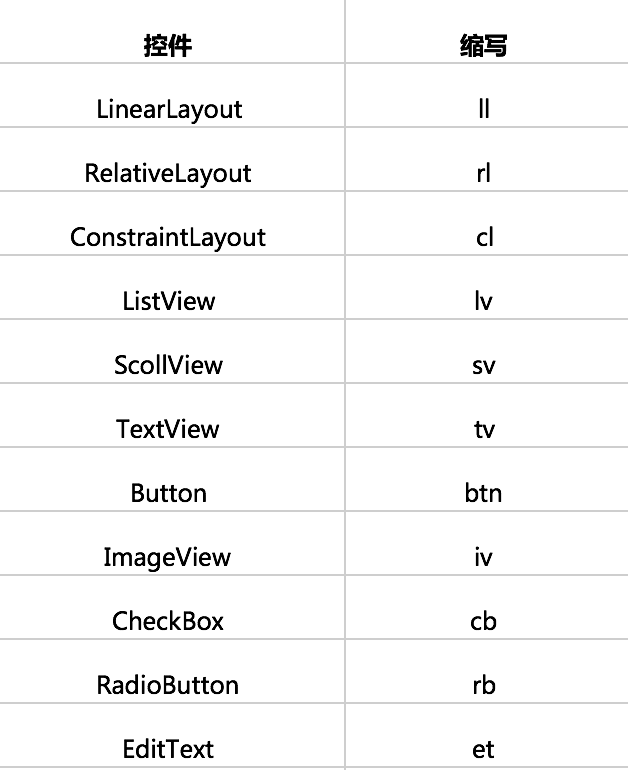 控件 缩写
LinearLayout ll
RelativeLayout rl
ConstraintLayout cl
ListView lv
ScollView sv
TextView tv
Button btn
ImageView iv
CheckBox cb
RadioButton rb
EditText et